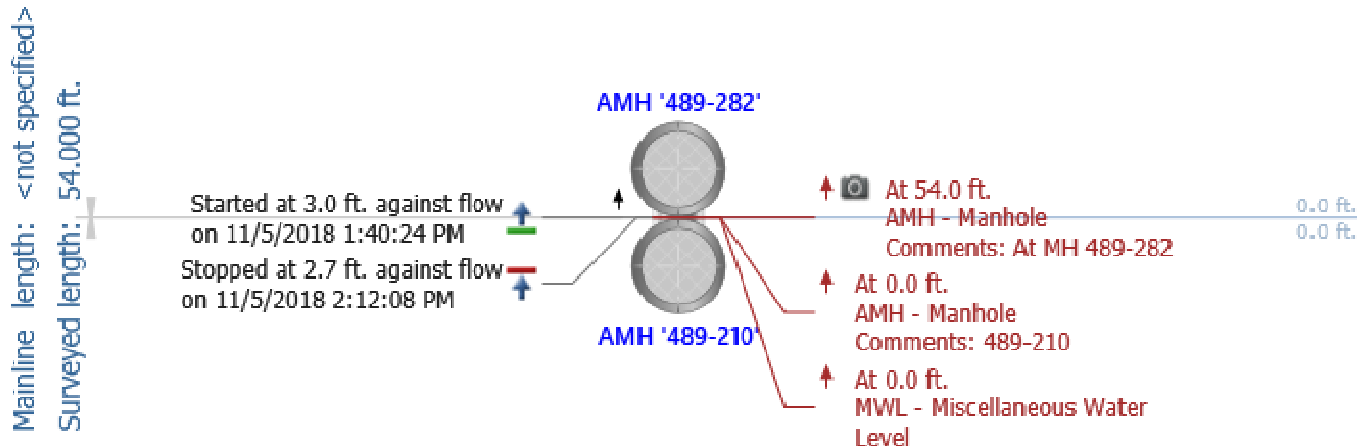 Mainline length: <not specified>
Surveyed length: 54.000 ft.
AMH '489-282'
Started at 3.0 ft. against flow
on 11/5/2018 1:40:24 PM
Stopped at 2.7 ft. against flow
on 11/5/2018 2:12:08 PM
AMH '489-210'
At 54.0 ft.
AMH - Manhole
Comments: At MH 489-282
At 0.0 ft.
AMH - Manhole
Comments: 489-210
At 0.0 ft.
MWL - Miscellaneous Water
Level
0.0 ft.
0.0 ft.